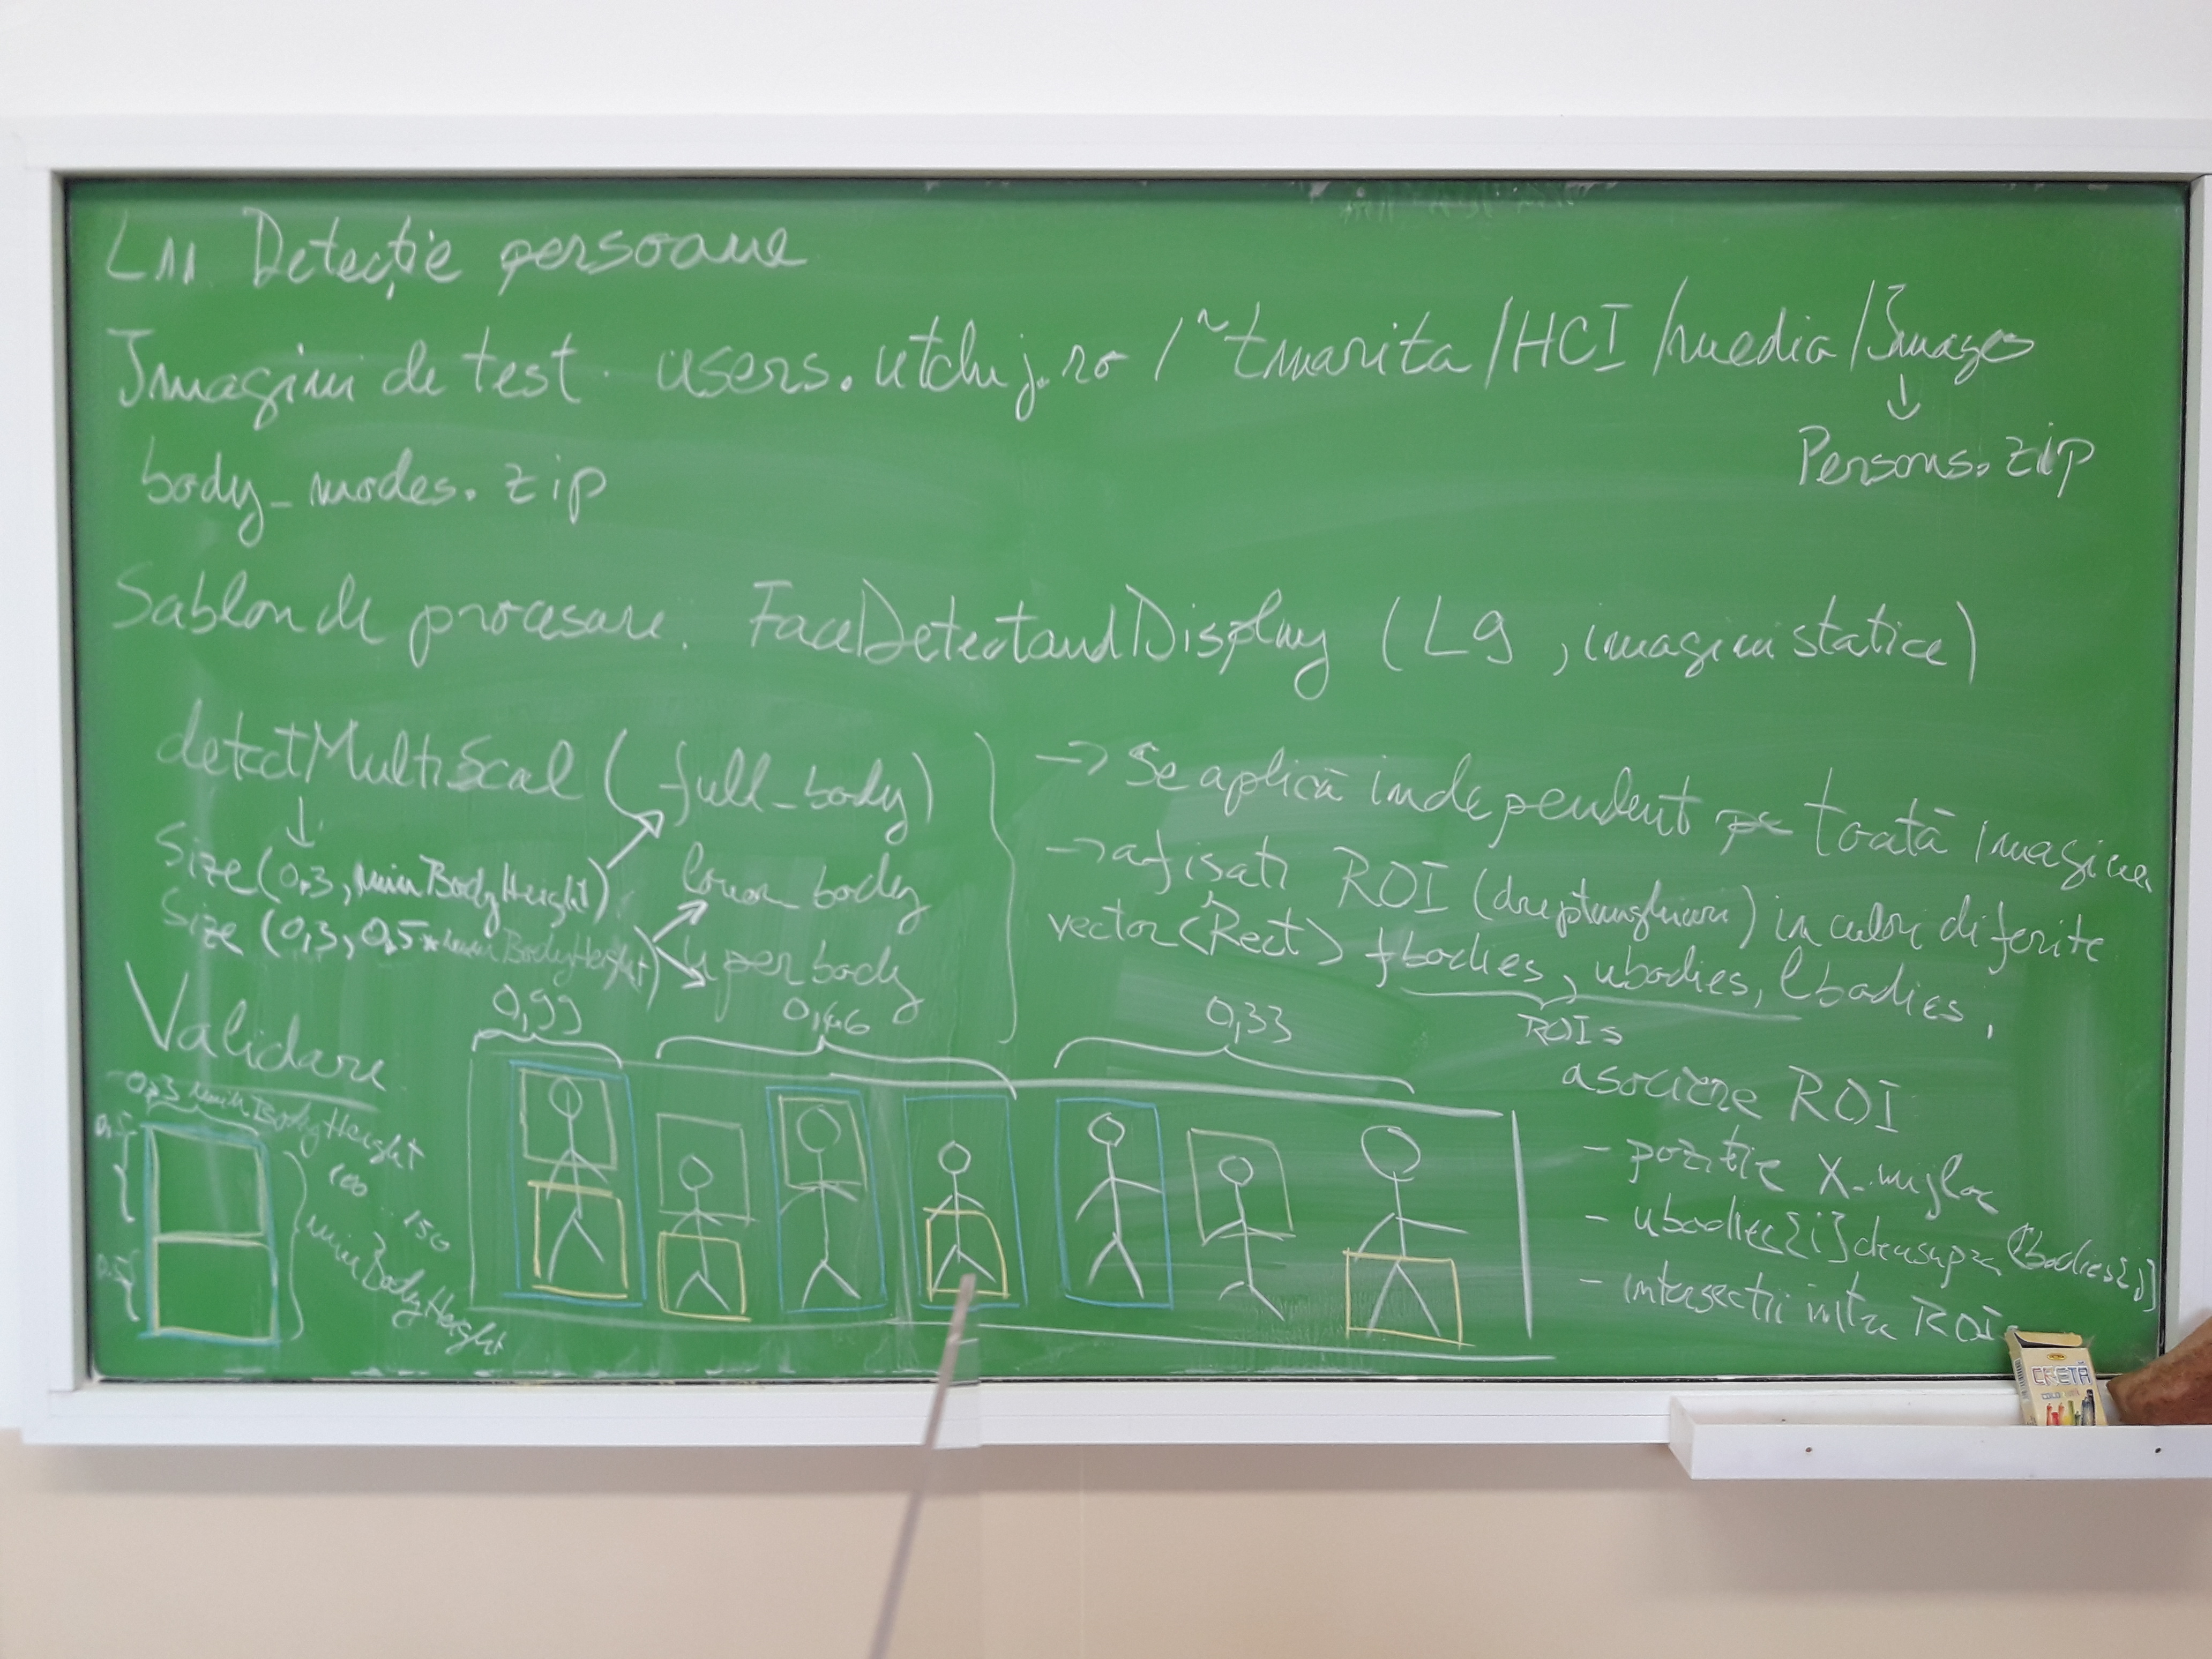 L11 Detecție persoane
Imagini de test. users.utcluj.ro/~tmarita/HCI/media/Images
↓
Persons.zip
body_modes.zip
Sablon de procesare. FaceDetectandDisplay (L9, imagini statice)
detectMultiScal (full_body)
↓
Size(0,3, minBodyHeight)
lower body
Size (0,3, 0,5*minBodyHeight)
upper body
-> Se aplică independent pe toată imaginea
-> afisati ROI (dreptunghiuri) in culori diferite
vector<Rect> fbodies, ubodies, lbodies,
ROIs
Validare
0,99
0,66
0,33
0,3 minBodyHeight
0,5
0,5
100 .. 150
minBodyHeight
asociere ROI
- poziție X_mijloc
- ubodies[i] deasupra lbodies[j]
- intersectii intre ROI
CRETĂ